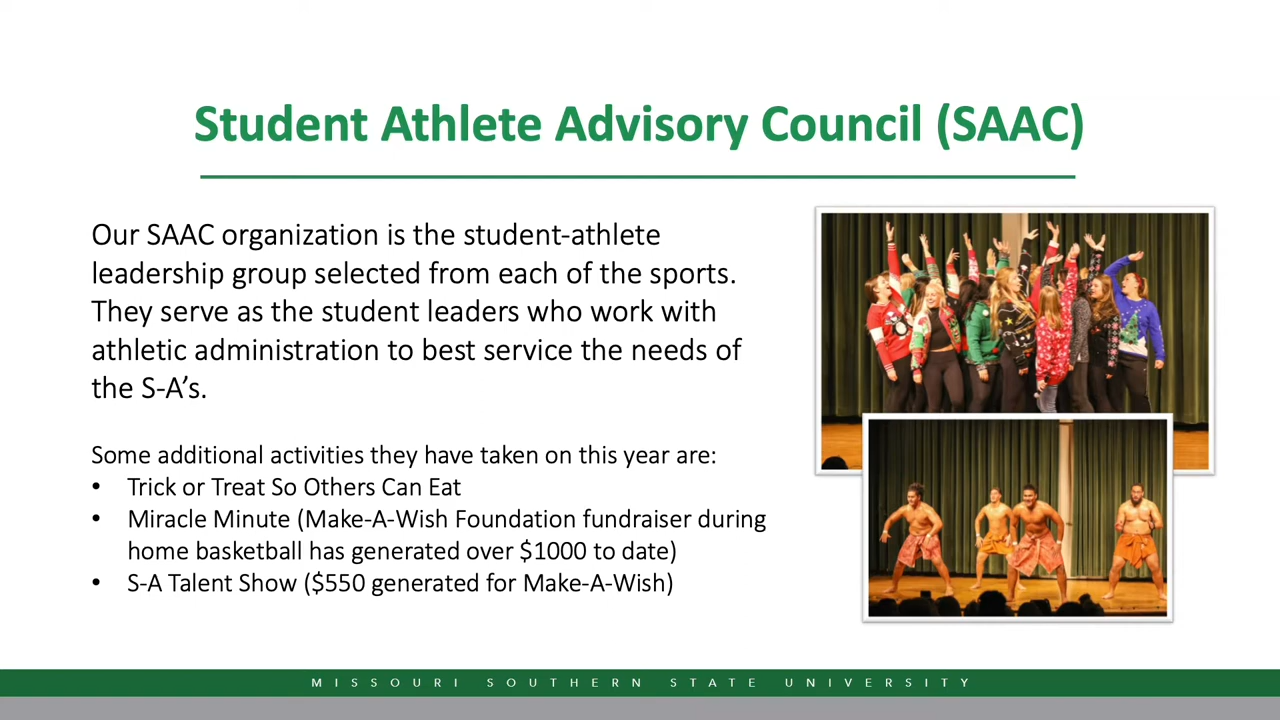 Student Athlete Advisory Council (SAAC)
Our SAAC organization is the student-athlete
leadership group selected from each of the sports.
They serve as the student leaders who work with
athletic administration to best service the needs of
the S-A’s.
Some additional activities they have taken on this year are:
• Trick or Treat So Others Can Eat
• Miracle Minute (Make-A-Wish Foundation fundraiser during
home basketball has generated over $1000 to date)
• S-A Talent Show ($550 generated for Make-A-Wish)
MISSOURI SOUTHERN STATE UNIVERSITY